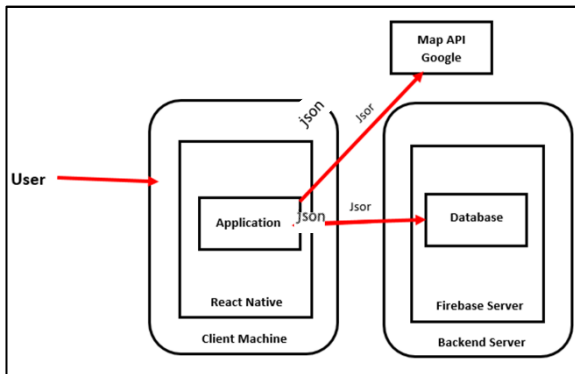 Map API
Google
json
Jsor
User
Application
json
Jsor
Database
React Native
Firebase Server
Client Machine
Backend Server